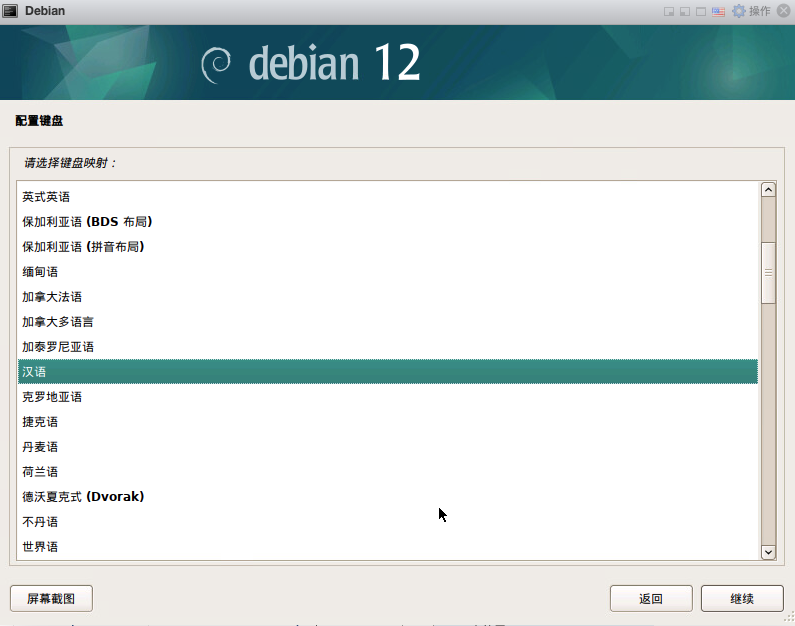 Debian
操作
debian 12
配置键盘
请选择键盘映射：
英式英语
保加利亚语 (BDS 布局)
保加利亚语 (拼音布局)
缅甸语
加拿大法语
加拿大多语言
加泰罗尼亚语
汉语
克罗地亚语
捷克语
丹麦语
荷兰语
德沃夏克式 (Dvorak)
不丹语
世界语
屏幕截图
返回
继续